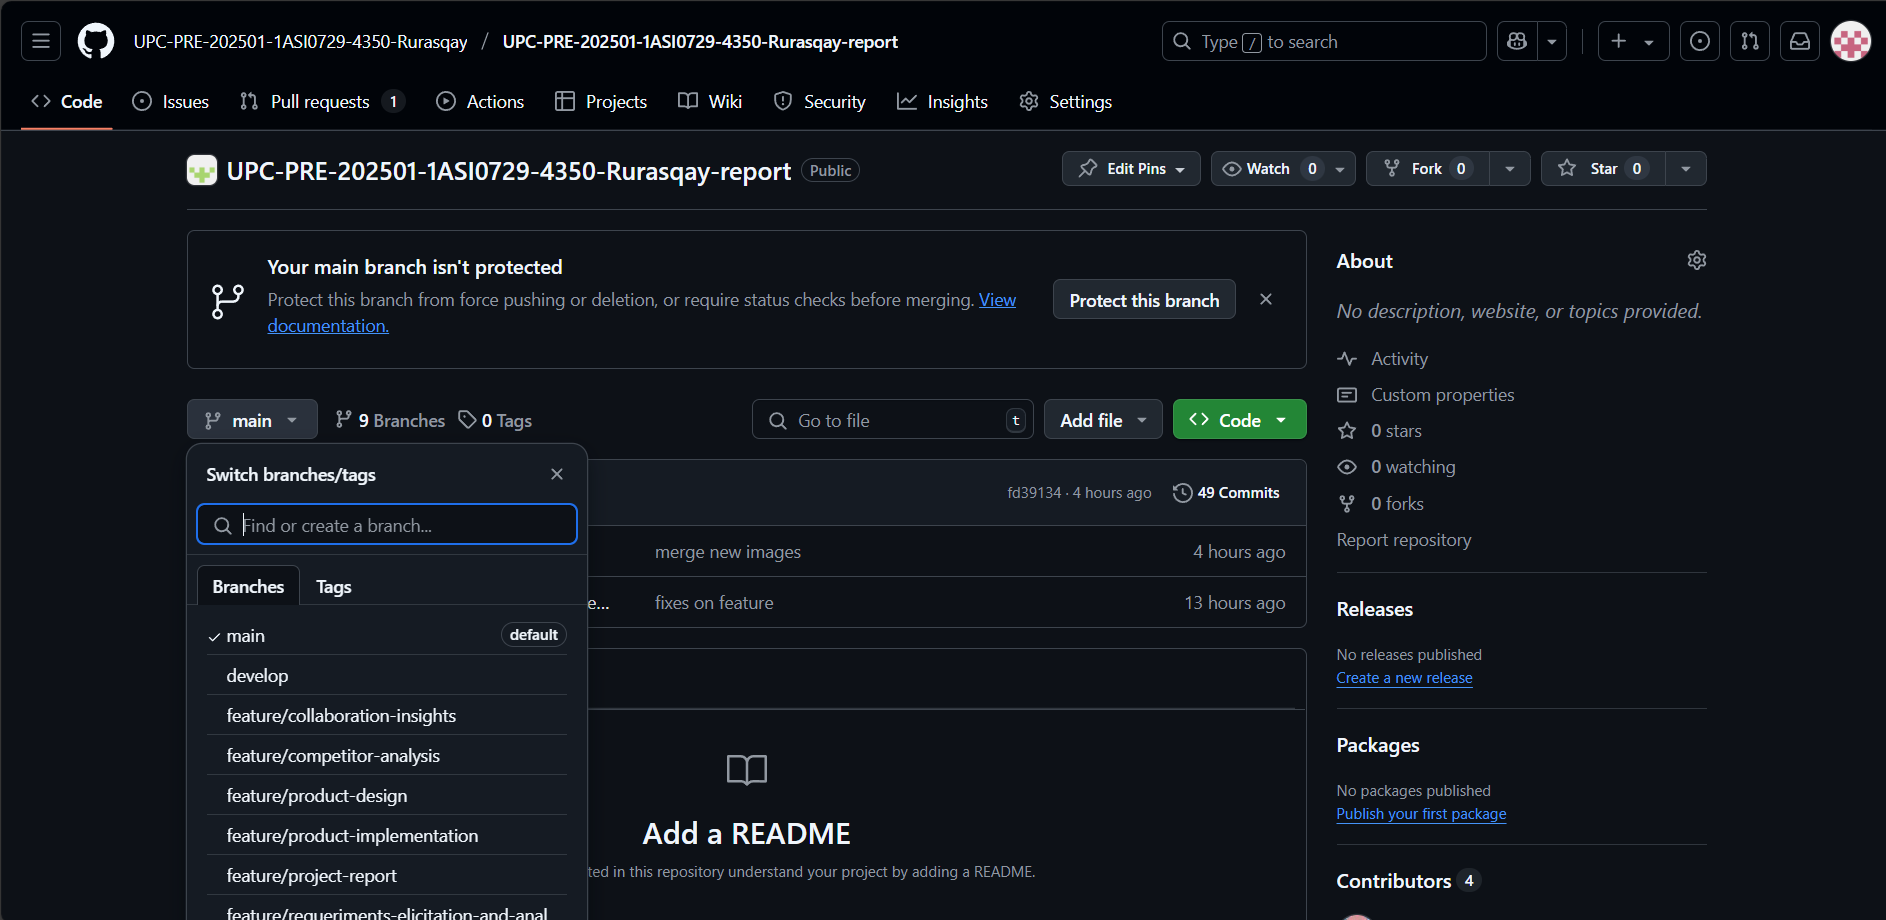 UPC-PRE-202501-1ASI0729-4350-Rurasqay / UPC-PRE-202501-1ASI0729-4350-Rurasqay-report
Type / to search
Code Issues Pull requests 1 Actions Projects Wiki Security Insights Settings
UPC-PRE-202501-1ASI0729-4350-Rurasqay-report Public
Edit Pins Watch 0 Fork 0 Star 0
Your main branch isn't protected
Protect this branch from force pushing or deletion, or require status checks before merging. View
documentation.
Protect this branch
main 9 Branches 0 Tags
Go to file t
Add file
Code
Switch branches/tags
Find or create a branch...
Branches Tags
main default
develop
feature/collaboration-insights
feature/competitor-analysis
feature/product-design
feature/product-implementation
feature/project-report
feature/requeriments-elicitation-and-anal
fd39134 · 4 hours ago 49 Commits
merge new images 4 hours ago
e... fixes on feature 13 hours ago
Add a README
ted in this repository understand your project by adding a README.
About
No description, website, or topics provided.
Activity
Custom properties
0 stars
0 watching
0 forks
Report repository
Releases
No releases published
Create a new release
Packages
No packages published
Publish your first package
Contributors 4